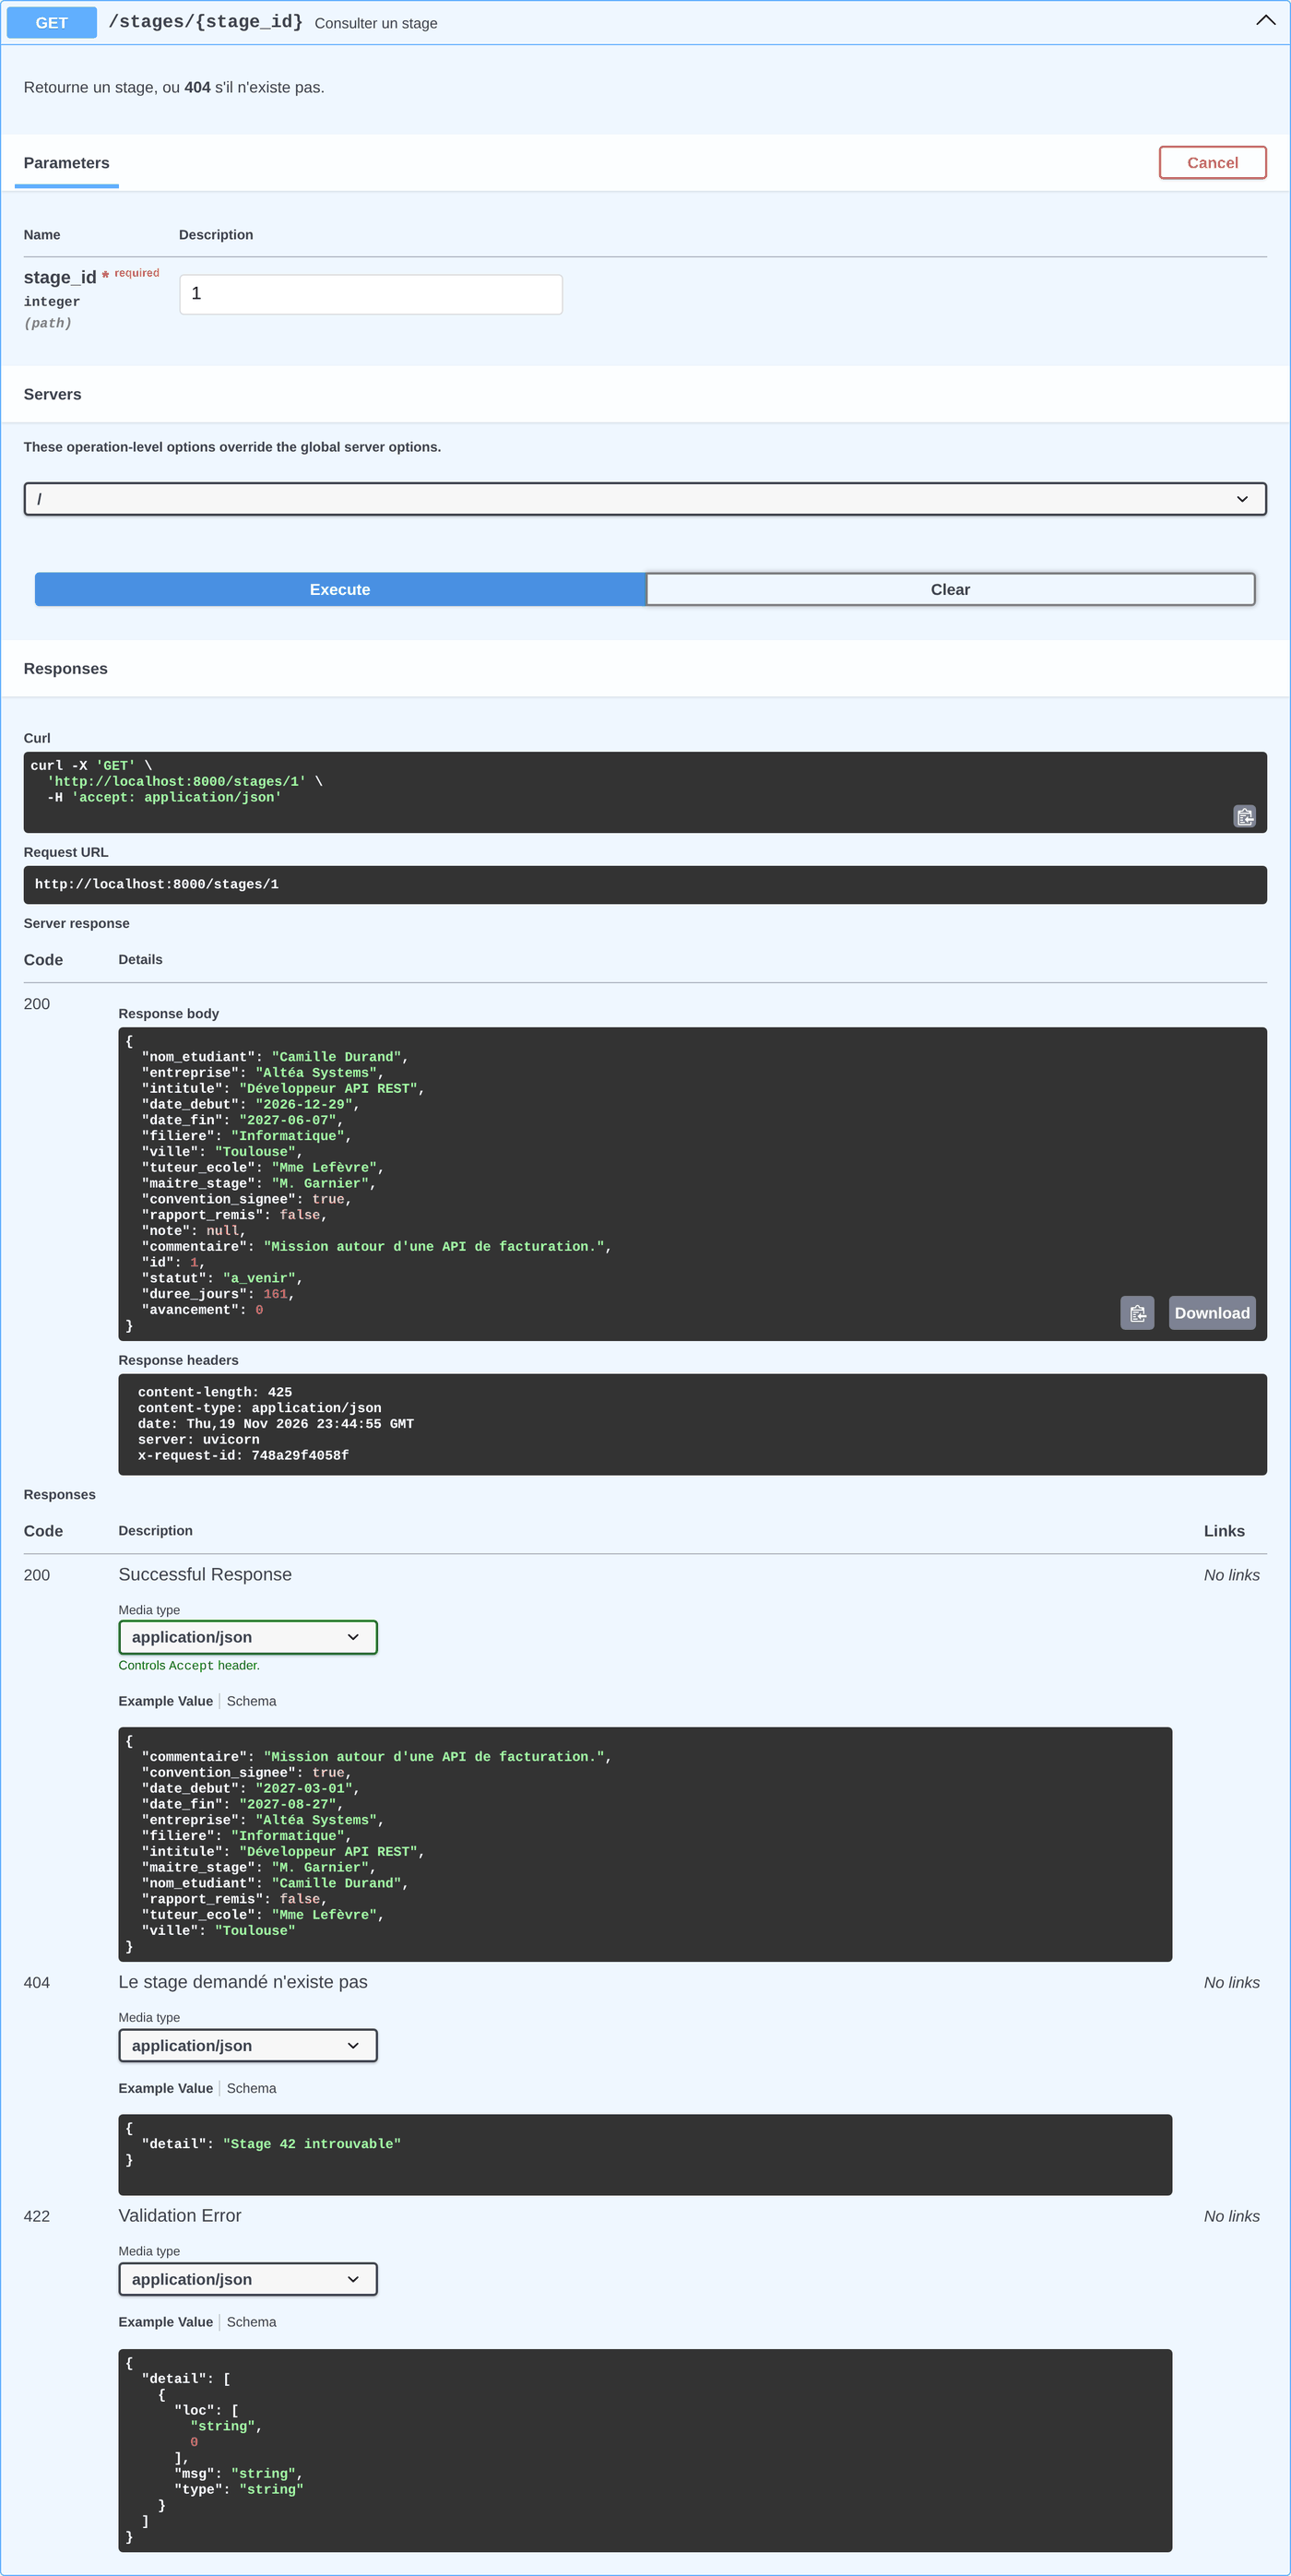 GET /stages/{stage_id} Consulter un stage
Retourne un stage, ou 404 s'il n'existe pas.
Parameters
Cancel
Name Description
stage_id * required
integer
(path)
1
Servers
These operation-level options override the global server options.
/
Execute Clear
Responses
Curl
curl -X 'GET' \
  'http://localhost:8000/stages/1' \
  -H 'accept: application/json'
Request URL
http://localhost:8000/stages/1
Server response
Code Details
200
Response body
{
  "nom_etudiant": "Camille Durand",
  "entreprise": "Altéa Systems",
  "intitule": "Développeur API REST",
  "date_debut": "2026-12-29",
  "date_fin": "2027-06-07",
  "filiere": "Informatique",
  "ville": "Toulouse",
  "tuteur_ecole": "Mme Lefèvre",
  "maitre_stage": "M. Garnier",
  "convention_signee": true,
  "rapport_remis": false,
  "note": null,
  "commentaire": "Mission autour d'une API de facturation.",
  "id": 1,
  "statut": "a_venir",
  "duree_jours": 161,
  "avancement": 0
}
Download
Response headers
content-length: 425
content-type: application/json
date: Thu,19 Nov 2026 23:44:55 GMT
server: uvicorn
x-request-id: 748a29f4058f
Responses
Code Description Links
200 Successful Response No links
Media type
application/json
Controls Accept header.
Example Value Schema
{
  "commentaire": "Mission autour d'une API de facturation.",
  "convention_signee": true,
  "date_debut": "2027-03-01",
  "date_fin": "2027-08-27",
  "entreprise": "Altéa Systems",
  "filiere": "Informatique",
  "intitule": "Développeur API REST",
  "maitre_stage": "M. Garnier",
  "nom_etudiant": "Camille Durand",
  "rapport_remis": false,
  "tuteur_ecole": "Mme Lefèvre",
  "ville": "Toulouse"
}
404 Le stage demandé n'existe pas No links
Media type
application/json
Example Value Schema
{
  "detail": "Stage 42 introuvable"
}
422 Validation Error No links
Media type
application/json
Example Value Schema
{
  "detail": [
    {
      "loc": [
        "string",
        0
      ],
      "msg": "string",
      "type": "string"
    }
  ]
}